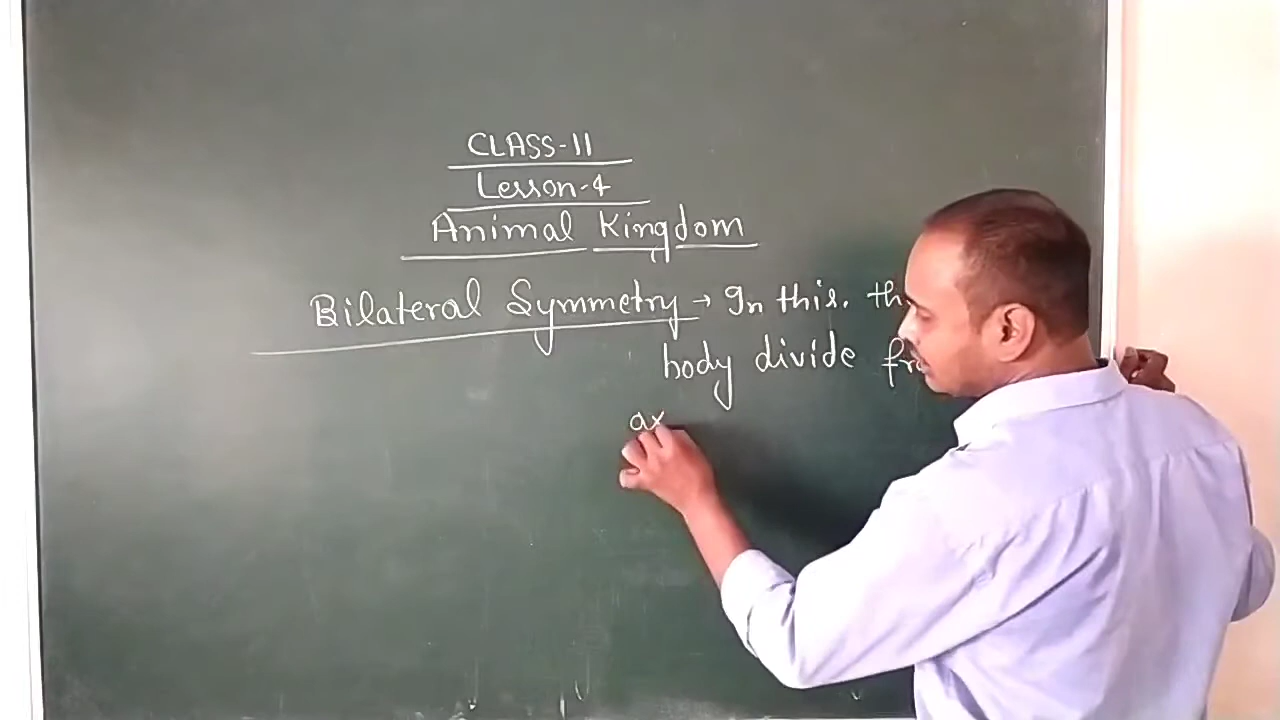 CLASS-11
Lesson-4
Animal Kingdom
Bilateral Symmetry → In this. th
body divide fr
ax